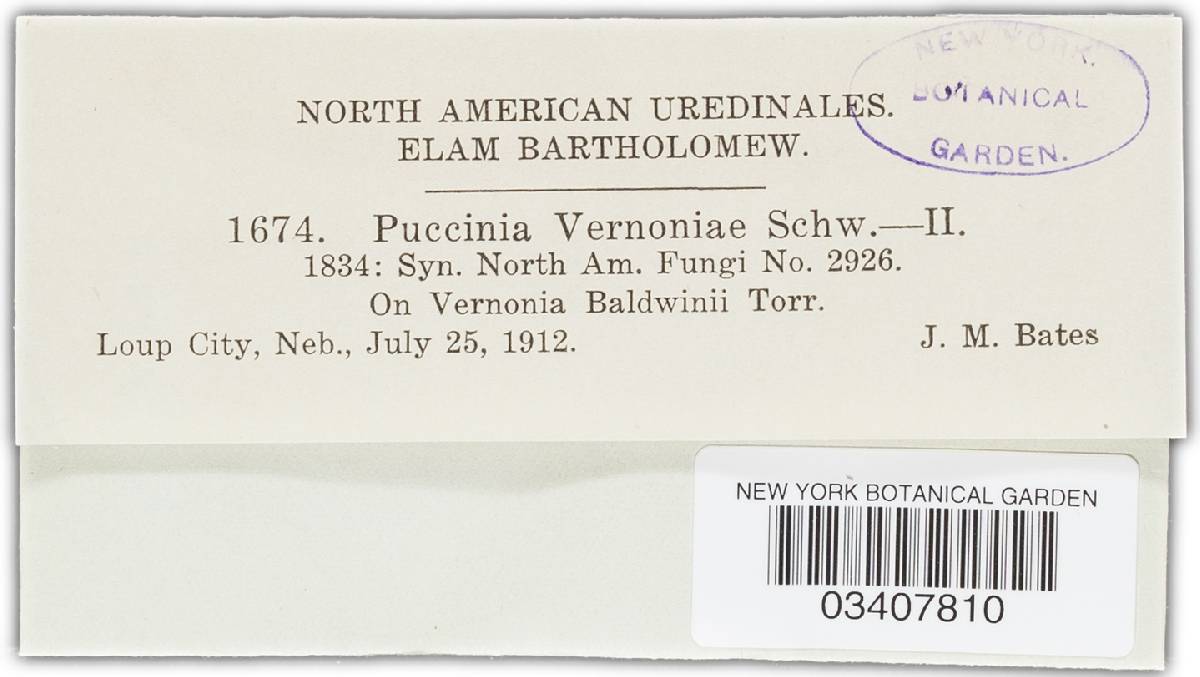 NEW YORK.
BOTANICAL
GARDEN.
NORTH AMERICAN UREDINALES.
ELAM BARTHOLOMEW.
1674. Puccinia Vernoniae Schw.—II.
1834: Syn. North Am. Fungi No. 2926.
On Vernonia Baldwinii Torr.
Loup City, Neb., July 25, 1912. J. M. Bates
NEW YORK BOTANICAL GARDEN
03407810